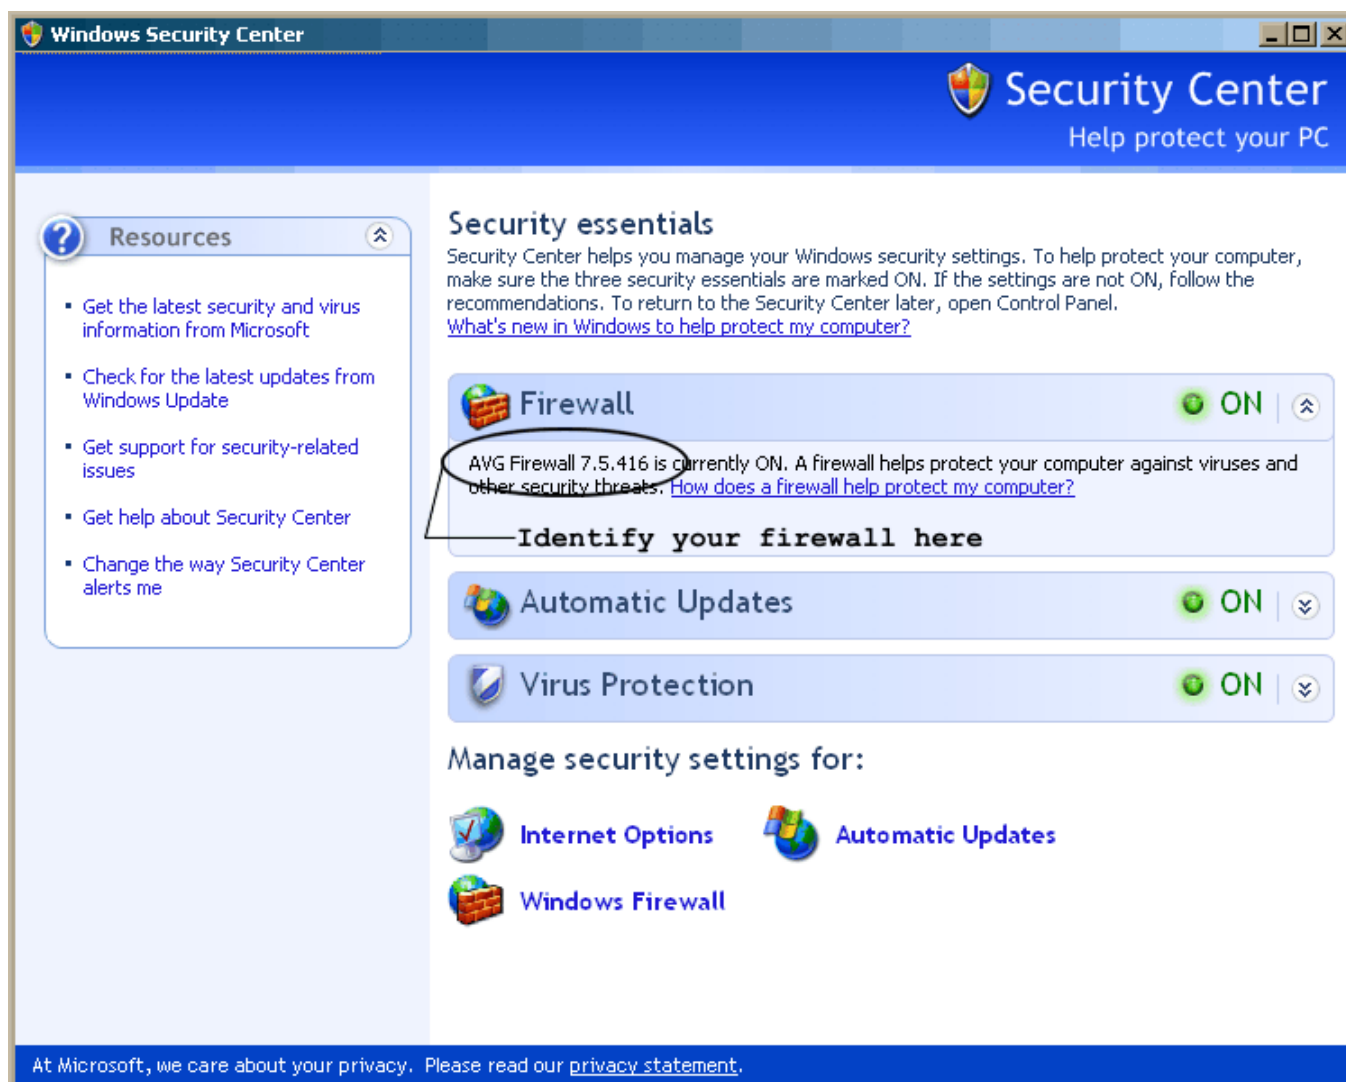 Windows Security Center
Security Center
Help protect your PC
Resources
Get the latest security and virus
information from Microsoft
Check for the latest updates from
Windows Update
Get support for security-related
issues
Get help about Security Center
Change the way Security Center
alerts me
Security essentials
Security Center helps you manage your Windows security settings. To help protect your computer,
make sure the three security essentials are marked ON. If the settings are not ON, follow the
recommendations. To return to the Security Center later, open Control Panel.
What's new in Windows to help protect my computer?
Firewall ON
AVG Firewall 7.5.416 is currently ON. A firewall helps protect your computer against viruses and
other security threats. How does a firewall help protect my computer?
Identify your firewall here
Automatic Updates ON
Virus Protection ON
Manage security settings for:
Internet Options Automatic Updates
Windows Firewall
At Microsoft, we care about your privacy. Please read our privacy statement.